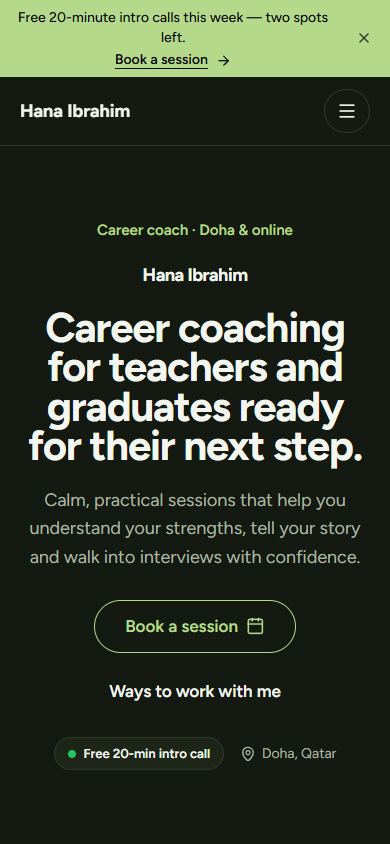 Free 20-minute intro calls this week — two spots
left.
Book a session
Hana Ibrahim
Career coach · Doha & online
Hana Ibrahim
Career coaching
for teachers and
graduates ready
for their next step.
Calm, practical sessions that help you
understand your strengths, tell your story
and walk into interviews with confidence.
Book a session
Ways to work with me
Free 20-min intro call
Doha, Qatar